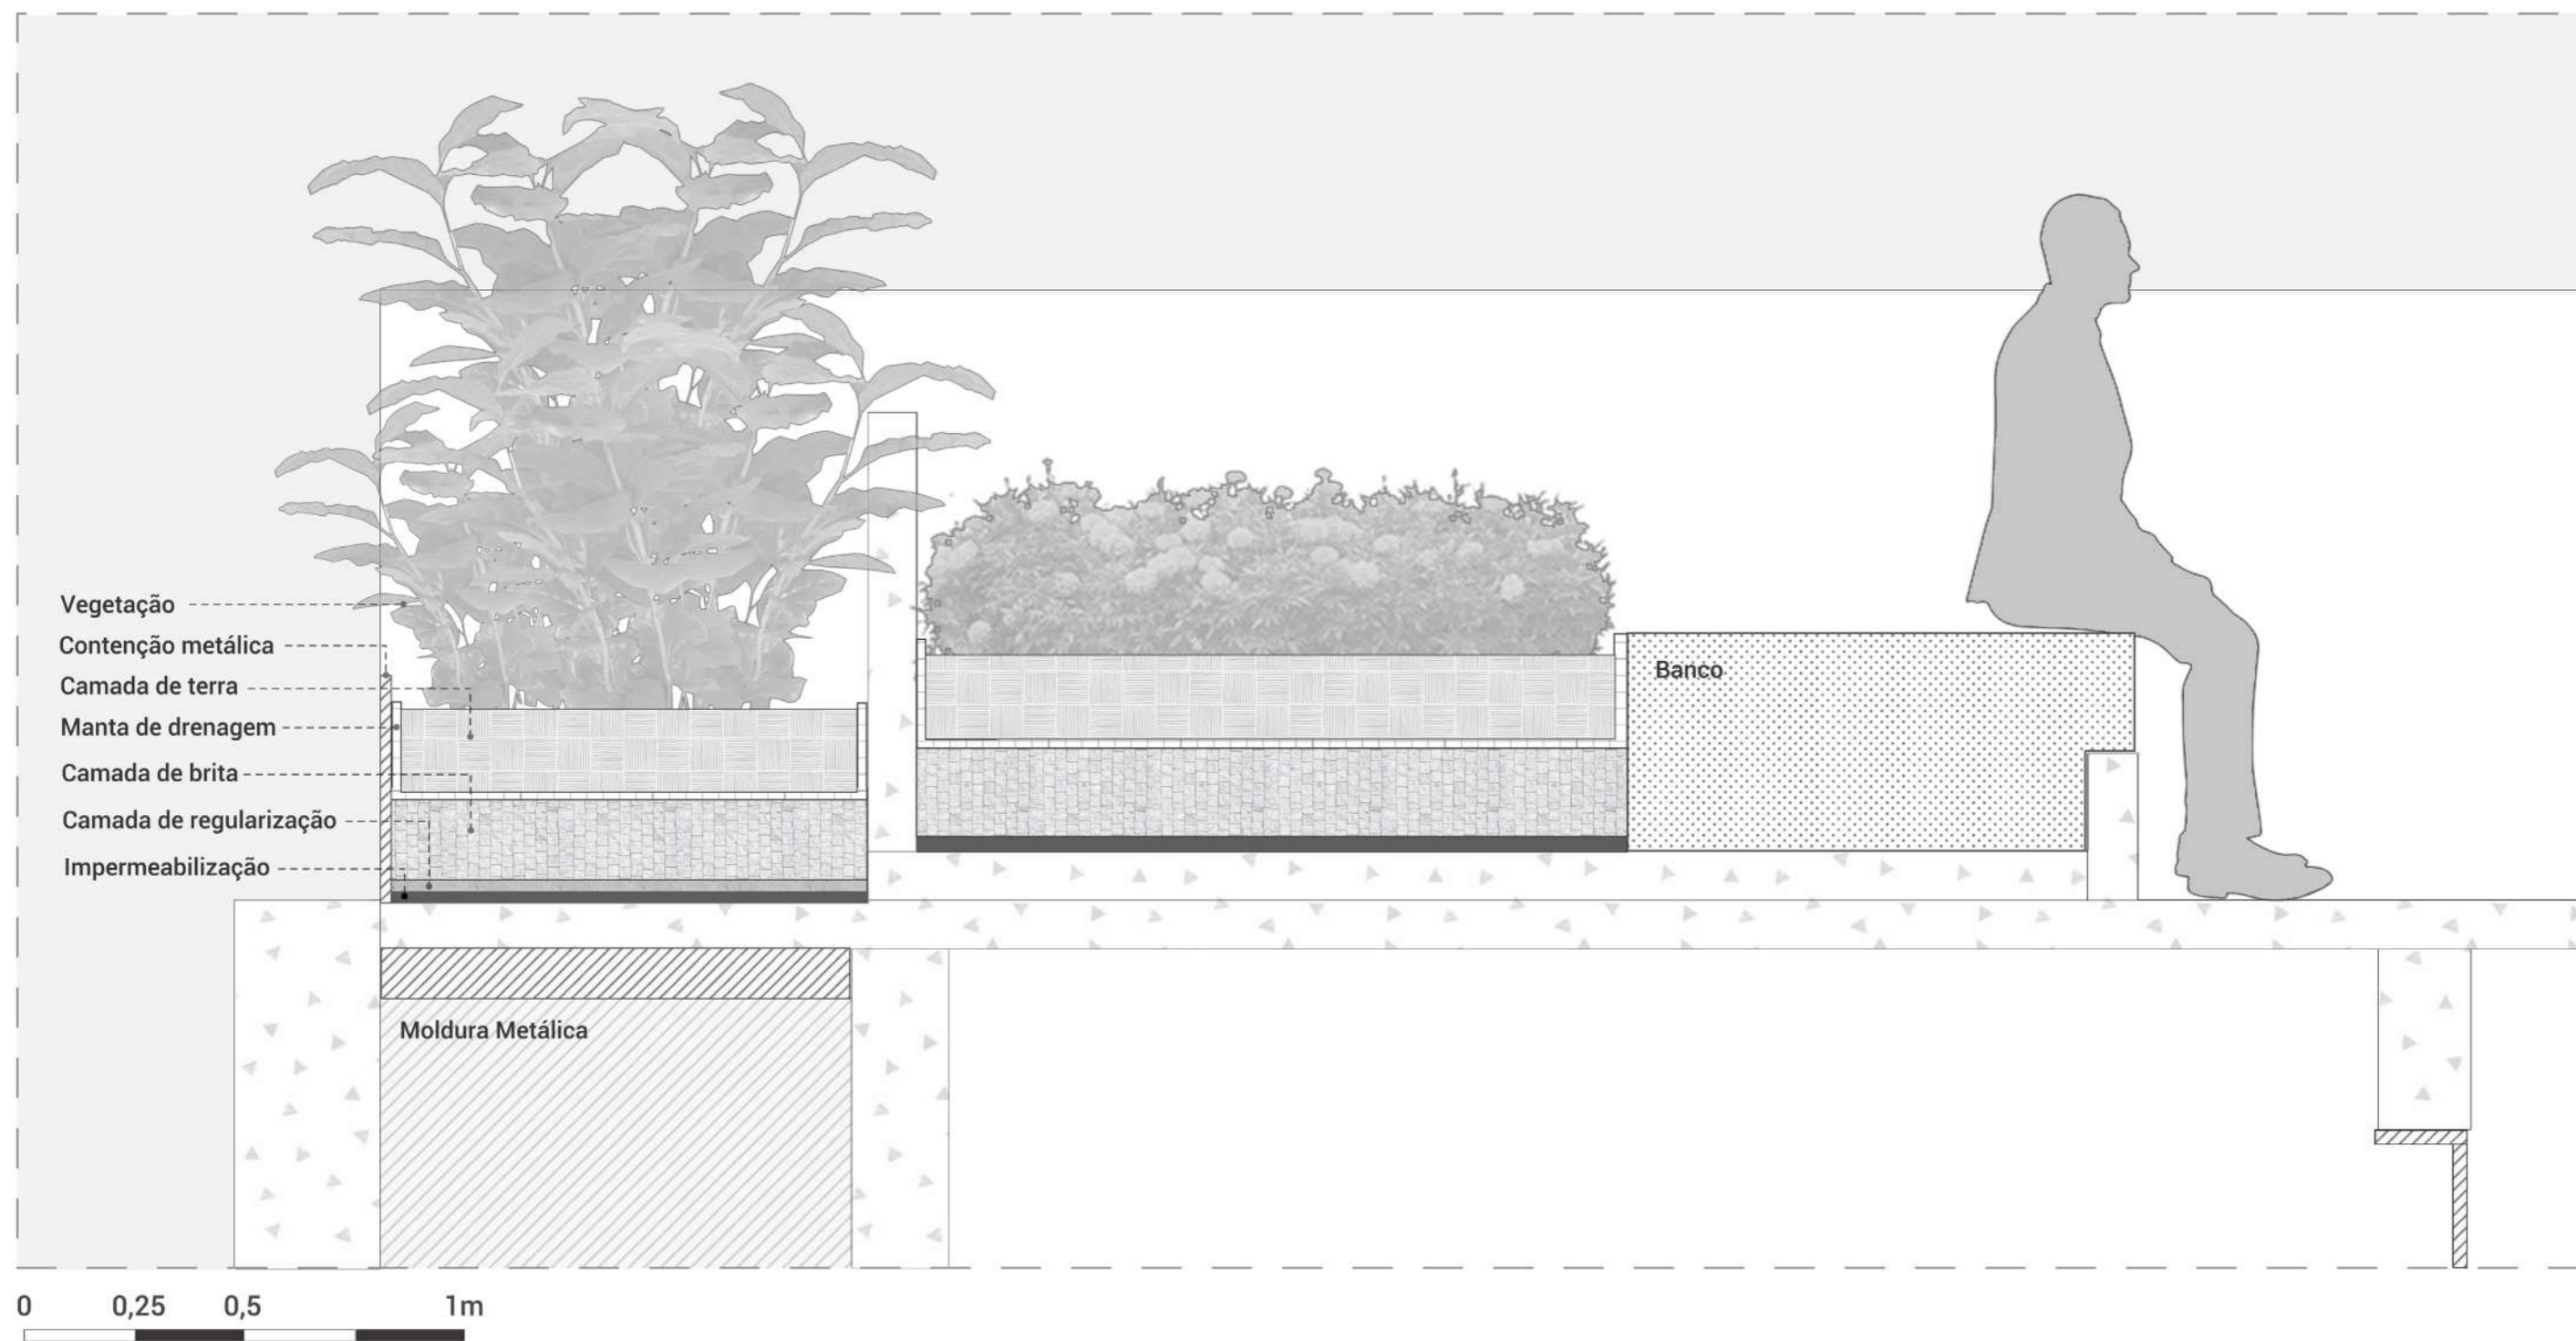 Vegetação
Contenção metálica
Camada de terra
Manta de drenagem
Camada de brita
Camada de regularização
Impermeabilização
Banco
Moldura Metálica
0 0,25 0,5 1m